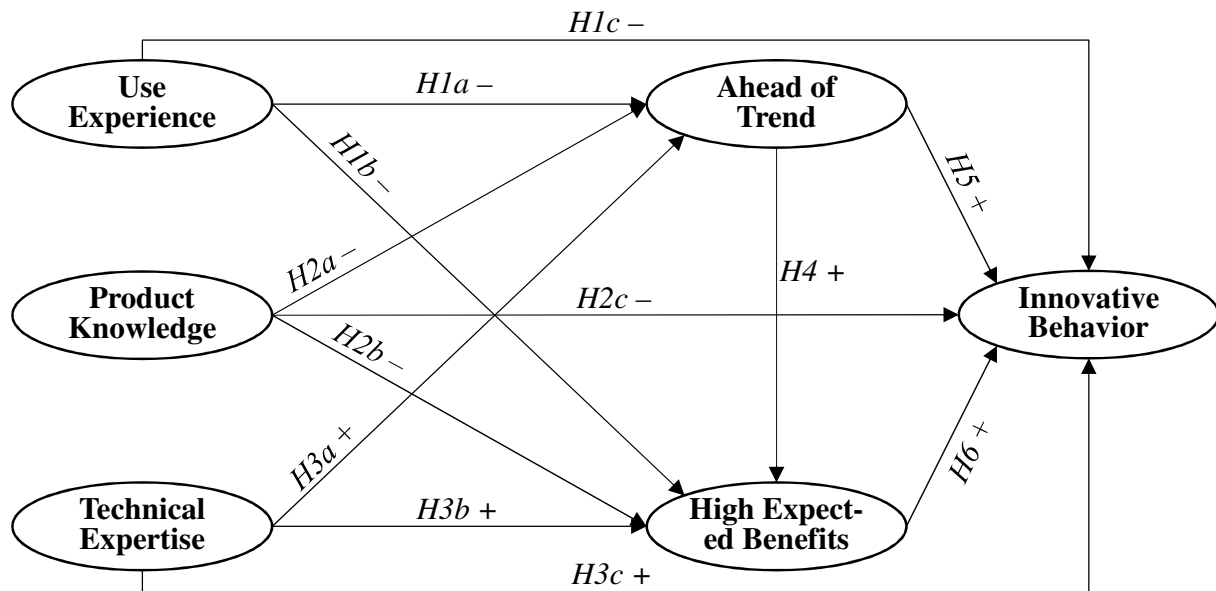 H1c –
Use
Experience
H1a –
Ahead of
Trend
H1b –
H5 +
H2a –
H4 +
Product
Knowledge
H2c –
Innovative
Behavior
H2b –
H3a +
H6 +
Technical
Expertise
H3b +
High Expect-
ed Benefits
H3c +